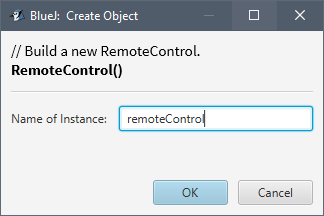 BlueJ: Create Object
// Build a new RemoteControl.
RemoteControl()
Name of Instance: remoteControl
OK Cancel